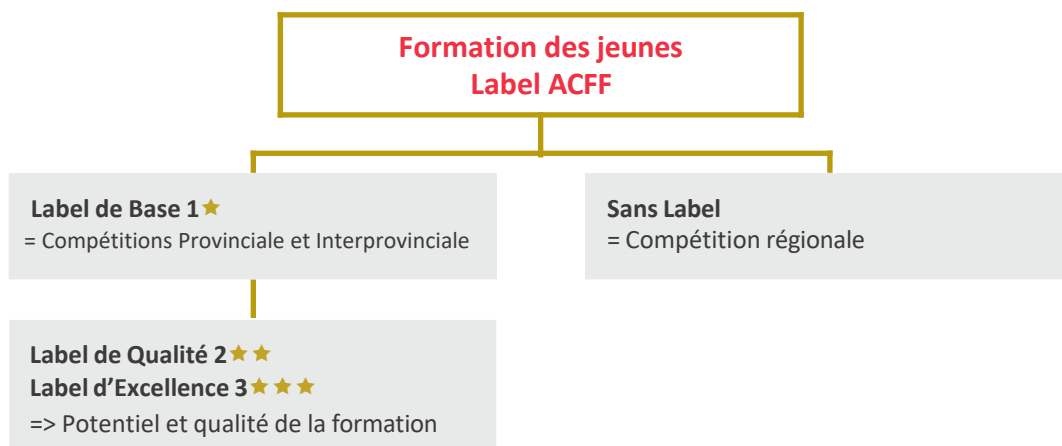 Formation des jeunes
Label ACFF
Label de Base 1★
= Compétitions Provinciale et Interprovinciale
Sans Label
= Compétition régionale
Label de Qualité 2★ ★
Label d’Excellence 3★ ★ ★
=> Potentiel et qualité de la formation